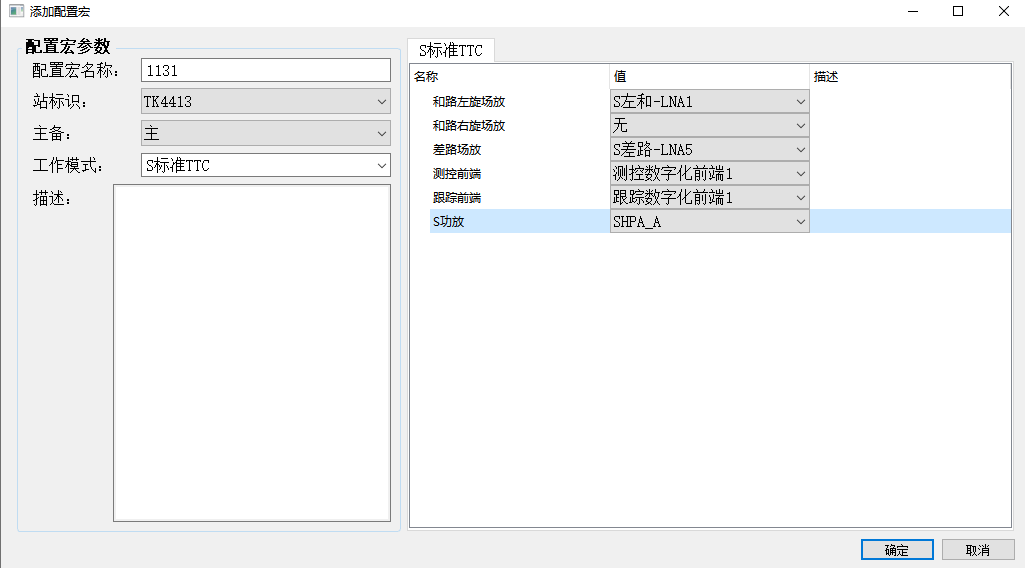 添加配置宏
配置宏参数
配置宏名称： 1131
站标识： TK4413
主备： 主
工作模式： S标准TTC
描述：
S标准TTC
名称 值 描述
和路左旋场放 S左和-LNA1
和路右旋场放 无
差路场放 S差路-LNA5
测控前端 测控数字化前端1
跟踪前端 跟踪数字化前端1
S功放 SHPA_A
确定 取消